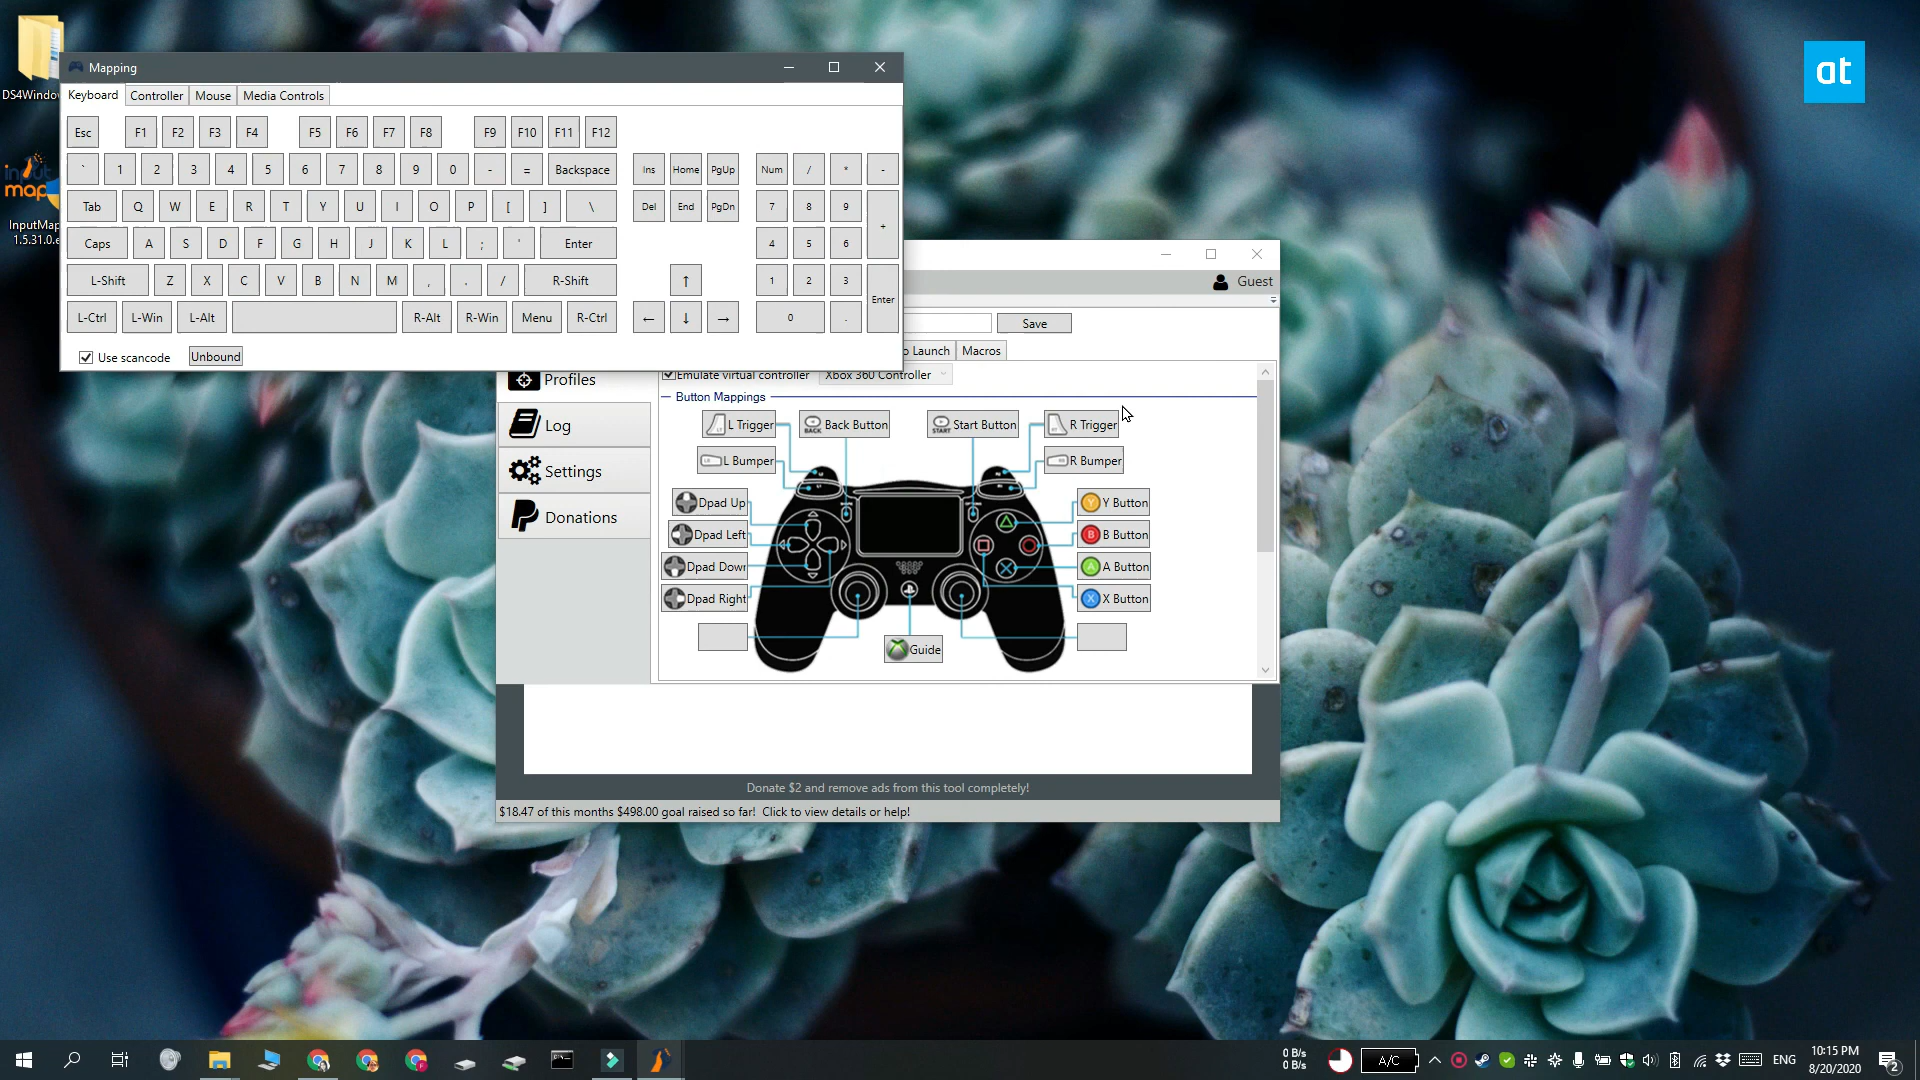 DS4Window
input
map
InputMap
1.5.31.0.e
at
Mapping
Keyboard Controller Mouse Media Controls
Esc F1 F2 F3 F4 F5 F6 F7 F8 F9 F10 F11 F12
` 1 2 3 4 5 6 7 8 9 0 - = Backspace Ins Home PgUp Num / * -
Tab Q W E R T Y U I O P [ ] \ Del End PgDn 7 8 9 +
Caps A S D F G H J K L ; ' Enter 4 5 6
L-Shift Z X C V B N M , . / R-Shift ↑ 1 2 3 Enter
L-Ctrl L-Win L-Alt R-Alt R-Win Menu R-Ctrl ← ↓ → 0 .
Use scancode Unbound
Guest
Save
o Launch Macros
Profiles
Log
Settings
Donations
Emulate virtual controller Xbox 360 Controller
Button Mappings
L Trigger BACK Back Button START Start Button R Trigger
L Bumper R Bumper
Dpad Up Y Y Button
Dpad Left B B Button
Dpad Down A A Button
Dpad Right X X Button
Guide
Donate $2 and remove ads from this tool completely!
$18.47 of this months $498.00 goal raised so far! Click to view details or help!
0 B/s
0 B/s
A/C
ENG
10:15 PM
8/20/2020
2